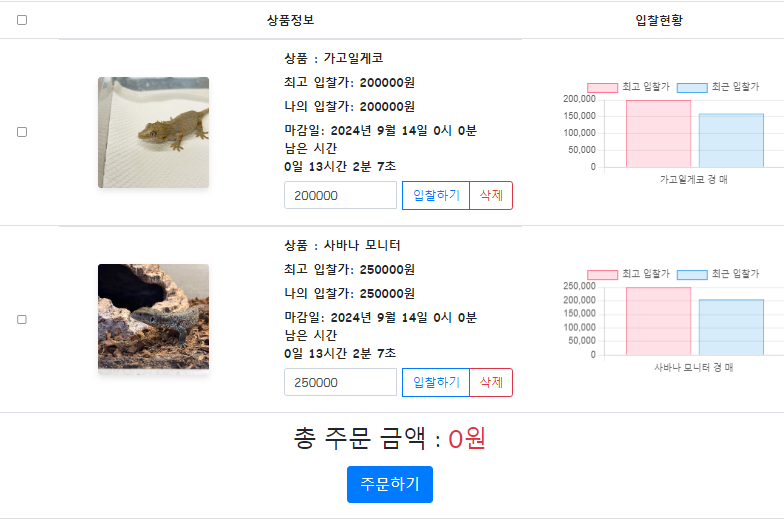 상품정보 입찰현황
상품 : 가고일게코
최고 입찰가: 200000원
나의 입찰가: 200000원
마감일: 2024년 9월 14일 0시 0분
남은 시간
0일 13시간 2분 7초
200000 입찰하기 삭제
최고 입찰가 최근 입찰가
200,000
150,000
100,000
50,000
0
가고일게코 경 매
상품 : 사바나 모니터
최고 입찰가: 250000원
나의 입찰가: 250000원
마감일: 2024년 9월 14일 0시 0분
남은 시간
0일 13시간 2분 7초
250000 입찰하기 삭제
최고 입찰가 최근 입찰가
250,000
200,000
150,000
100,000
50,000
0
사바나 모니터 경 매
총 주문 금액 : 0원
주문하기